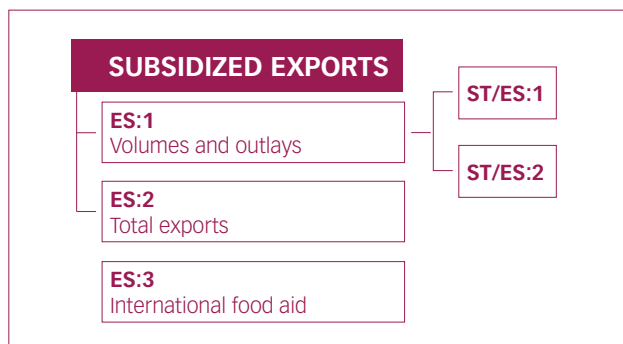 SUBSIDIZED EXPORTS
ES:1
Volumes and outlays
ST/ES:1
ST/ES:2
ES:2
Total exports
ES:3
International food aid